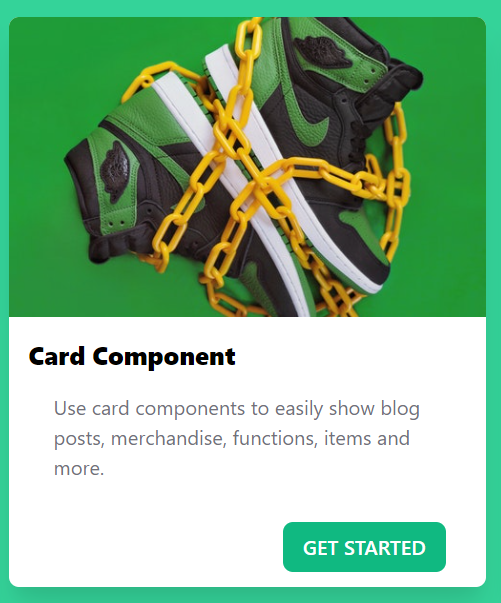 Card Component
Use card components to easily show blog
posts, merchandise, functions, items and
more.
GET STARTED